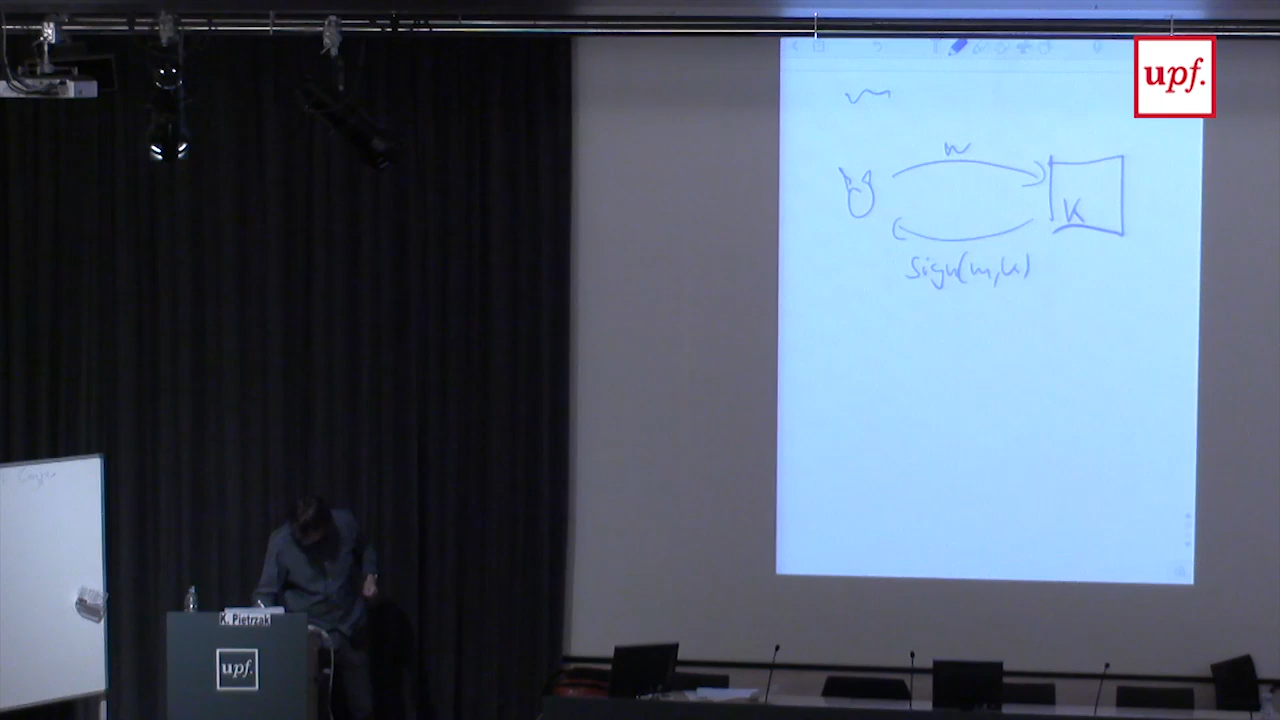 upf.
m
K
Sign(m,k)
K. Pietrzak
upf.